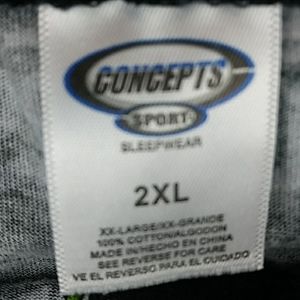 CONCEPTS
SPORT
SLEEPWEAR
2XL
XX-LARGE/XX-GRANDE
100% COTTON/ALGODON
MADE IN/HECHO EN CHINA
SEE REVERSE FOR CARE
VE EL REVERSO PARA EL CUIDADO